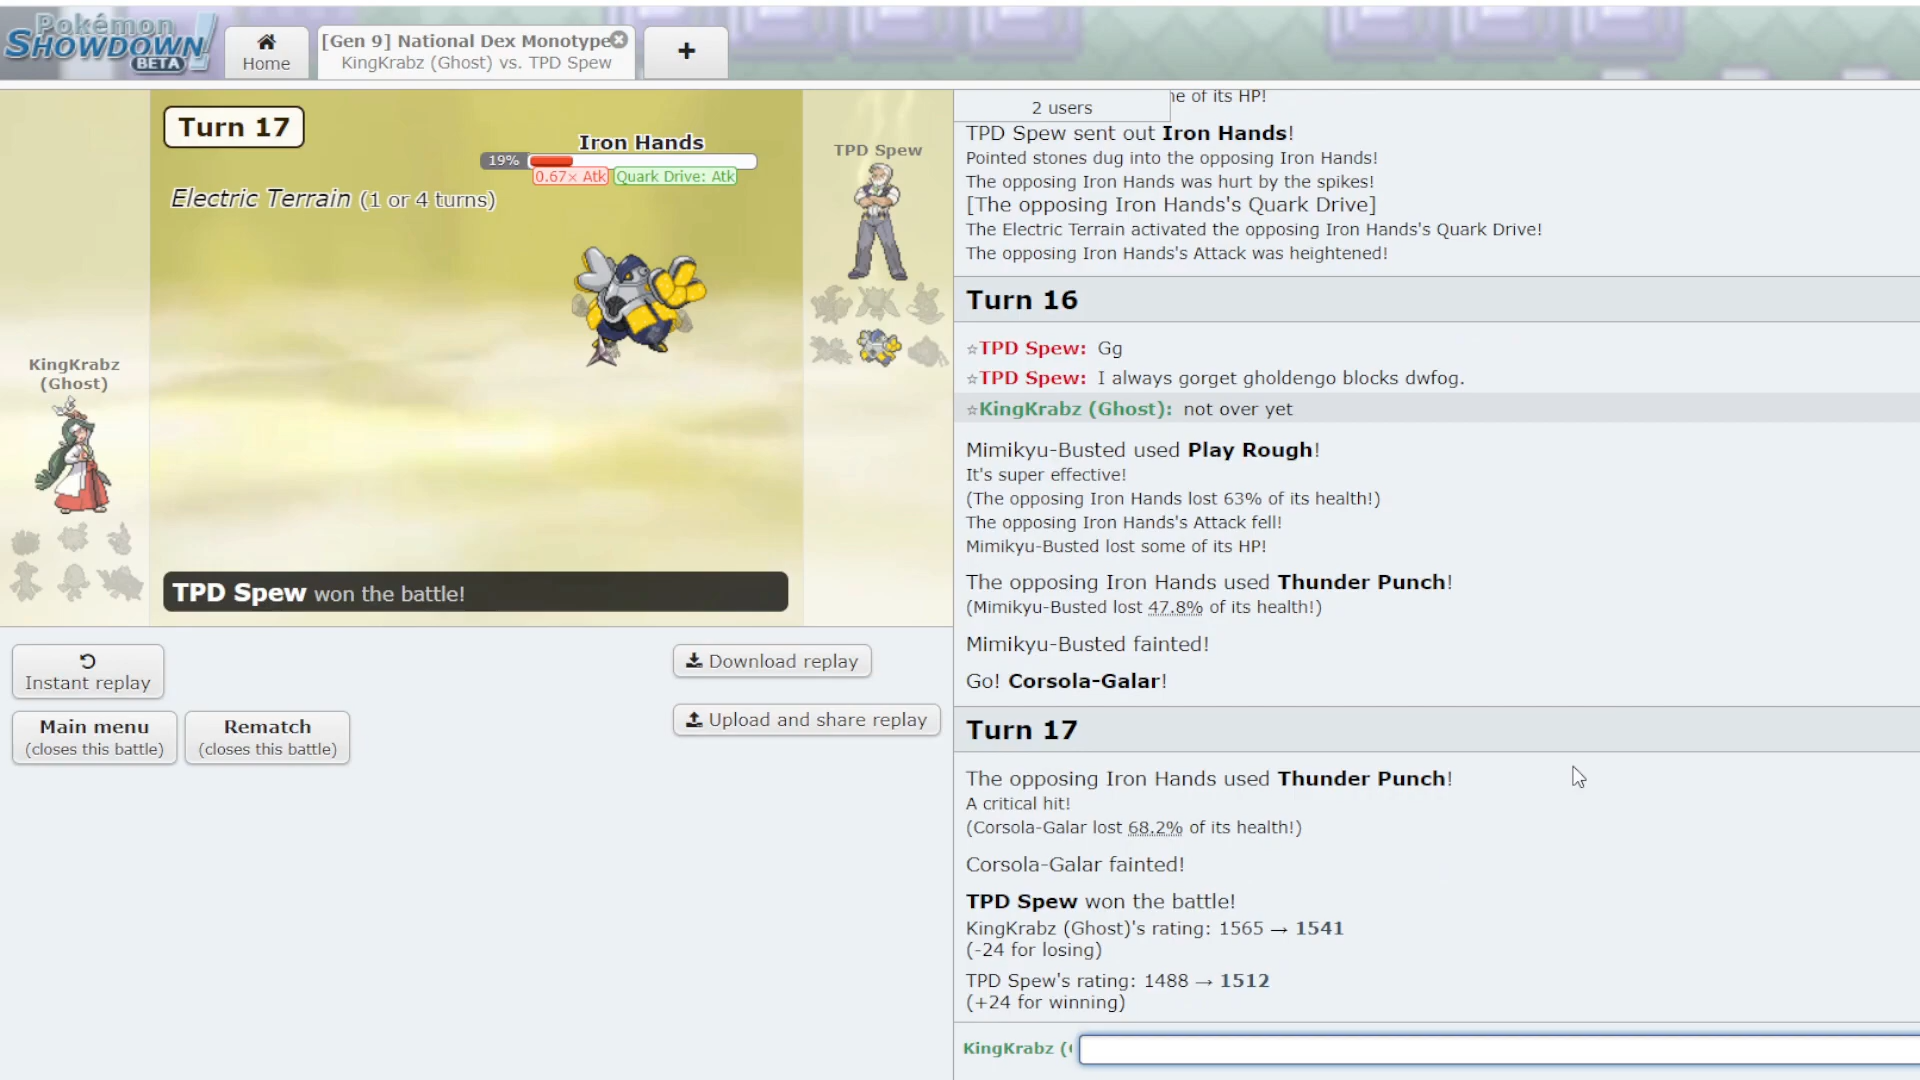 Pokémon
SHOWDOWN!
BETA
Home
[Gen 9] National Dex Monotype
KingKrabz (Ghost) vs. TPD Spew
+
Turn 17
Iron Hands
19%
0.67× Atk Quark Drive: Atk
Electric Terrain (1 or 4 turns)
TPD Spew
KingKrabz
(Ghost)
TPD Spew won the battle!
Instant replay
Download replay
Upload and share replay
Main menu
(closes this battle)
Rematch
(closes this battle)
2 users
of its HP!
TPD Spew sent out Iron Hands!
Pointed stones dug into the opposing Iron Hands!
The opposing Iron Hands was hurt by the spikes!
[The opposing Iron Hands's Quark Drive]
The Electric Terrain activated the opposing Iron Hands's Quark Drive!
The opposing Iron Hands's Attack was heightened!
Turn 16
☆TPD Spew: Gg
☆TPD Spew: I always gorget gholdengo blocks dwfog.
☆KingKrabz (Ghost): not over yet
Mimikyu-Busted used Play Rough!
It's super effective!
(The opposing Iron Hands lost 63% of its health!)
The opposing Iron Hands's Attack fell!
Mimikyu-Busted lost some of its HP!
The opposing Iron Hands used Thunder Punch!
(Mimikyu-Busted lost 47.8% of its health!)
Mimikyu-Busted fainted!
Go! Corsola-Galar!
Turn 17
The opposing Iron Hands used Thunder Punch!
A critical hit!
(Corsola-Galar lost 68.2% of its health!)
Corsola-Galar fainted!
TPD Spew won the battle!
KingKrabz (Ghost)'s rating: 1565 → 1541
(-24 for losing)
TPD Spew's rating: 1488 → 1512
(+24 for winning)
KingKrabz (